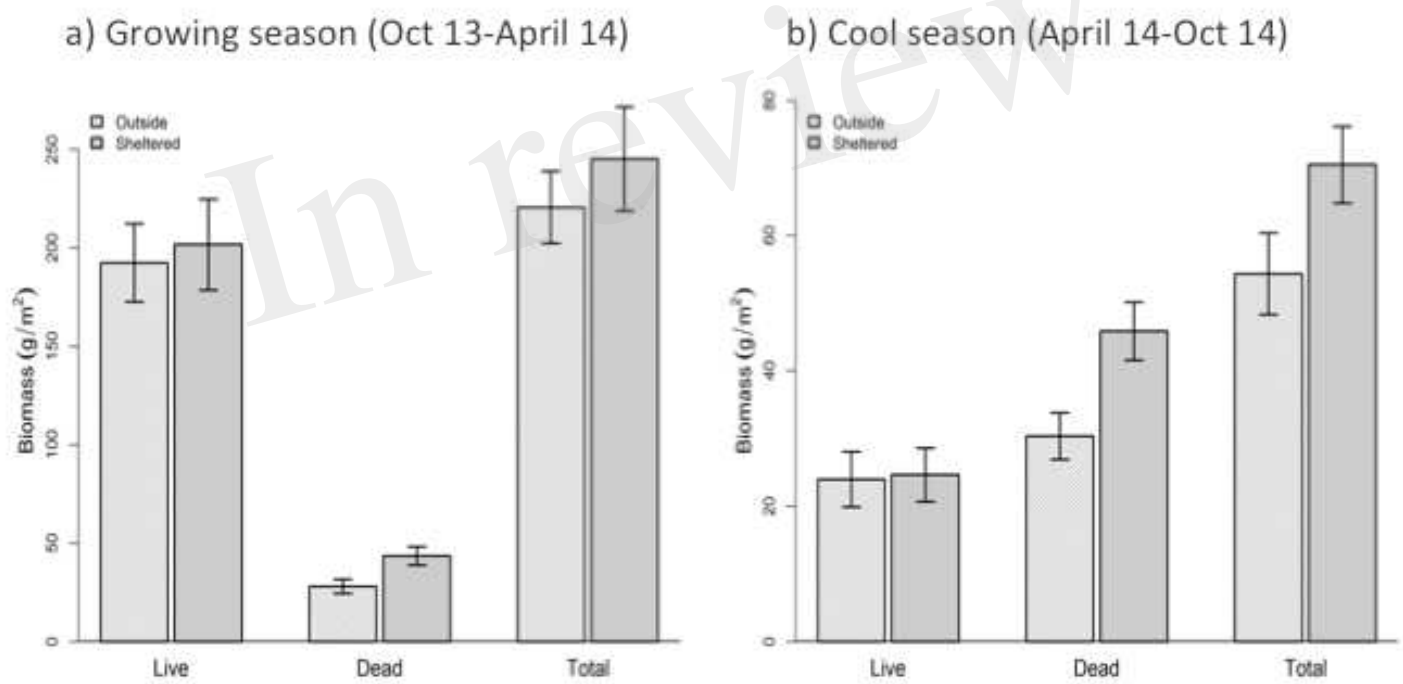 a) Growing season (Oct 13-April 14)
Outside
Sheltered
Biomass (g/m²)
250
200
150
100
50
0
Live Dead Total
b) Cool season (April 14-Oct 14)
Outside
Sheltered
Biomass (g/m²)
80
60
40
20
0
Live Dead Total
In review